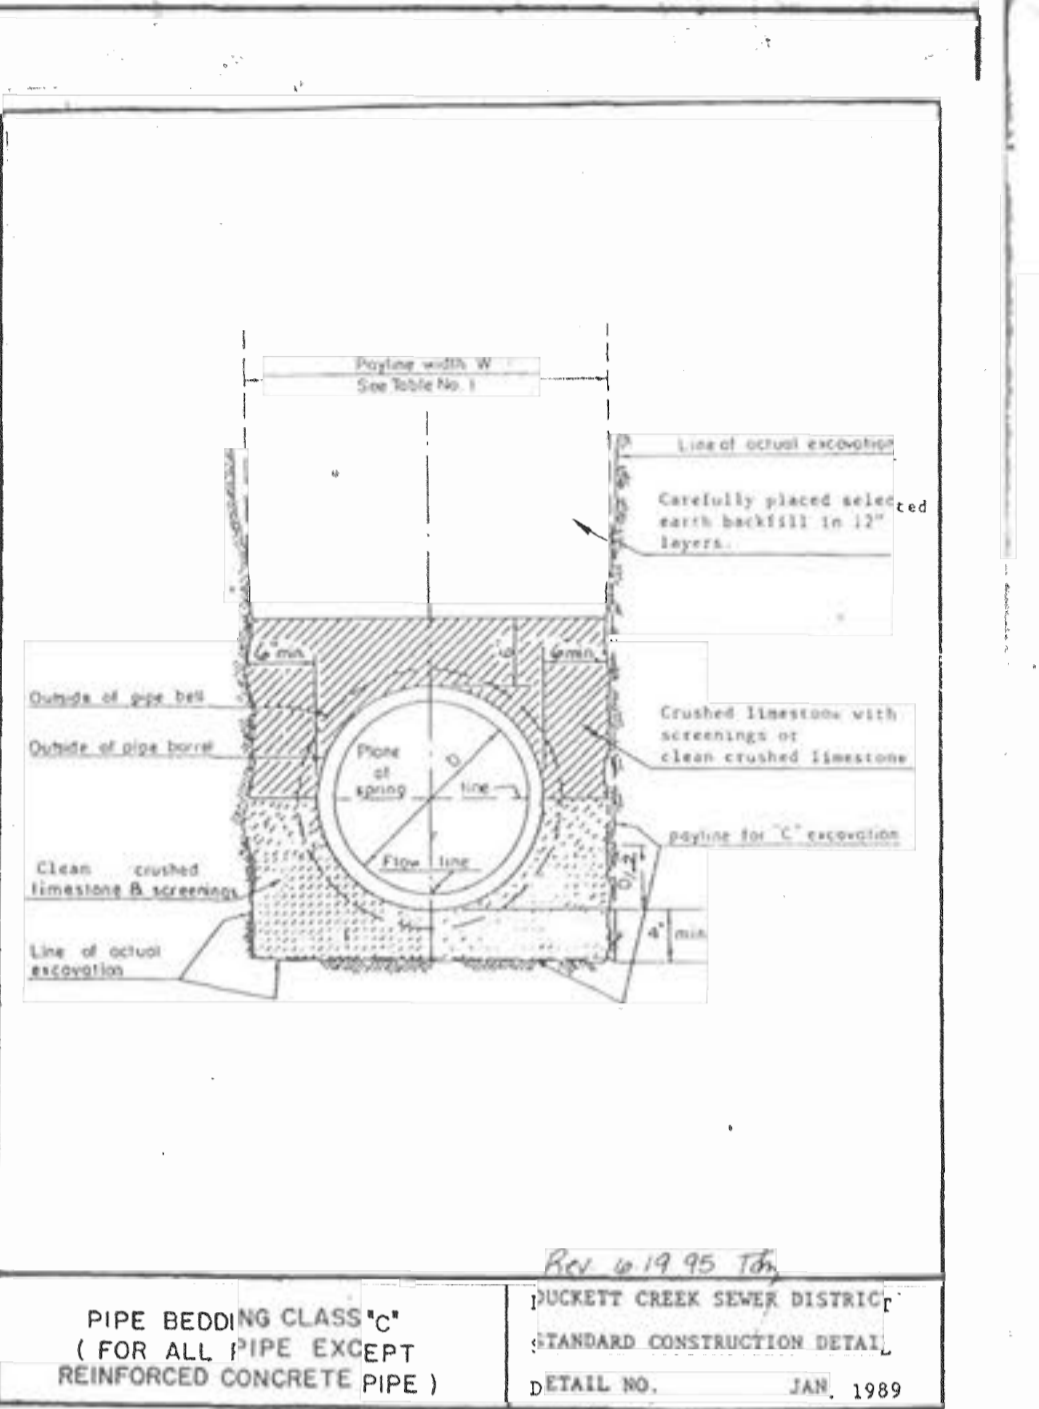 Payline width W
See Table No. 1
Line of actual excavation
Carefully placed selected
earth backfill in 12"
layers.
6" min.
6"
6 min."
Outside of pipe bell
Outside of pipe barrel
Crushed limestone with
screenings or
clean crushed limestone
Plane
of
spring
line
D
payline for "C" excavation
Flow line
D/2
Clean crushed
limestone & screenings
4" min.
Line of actual
excavation
Rev 6 19 95
PIPE BEDDING CLASS "C"
( FOR ALL PIPE EXCEPT
REINFORCED CONCRETE PIPE )
DUCKETT CREEK SEWER DISTRICT
STANDARD CONSTRUCTION DETAIL
DETAIL NO. JAN. 1989